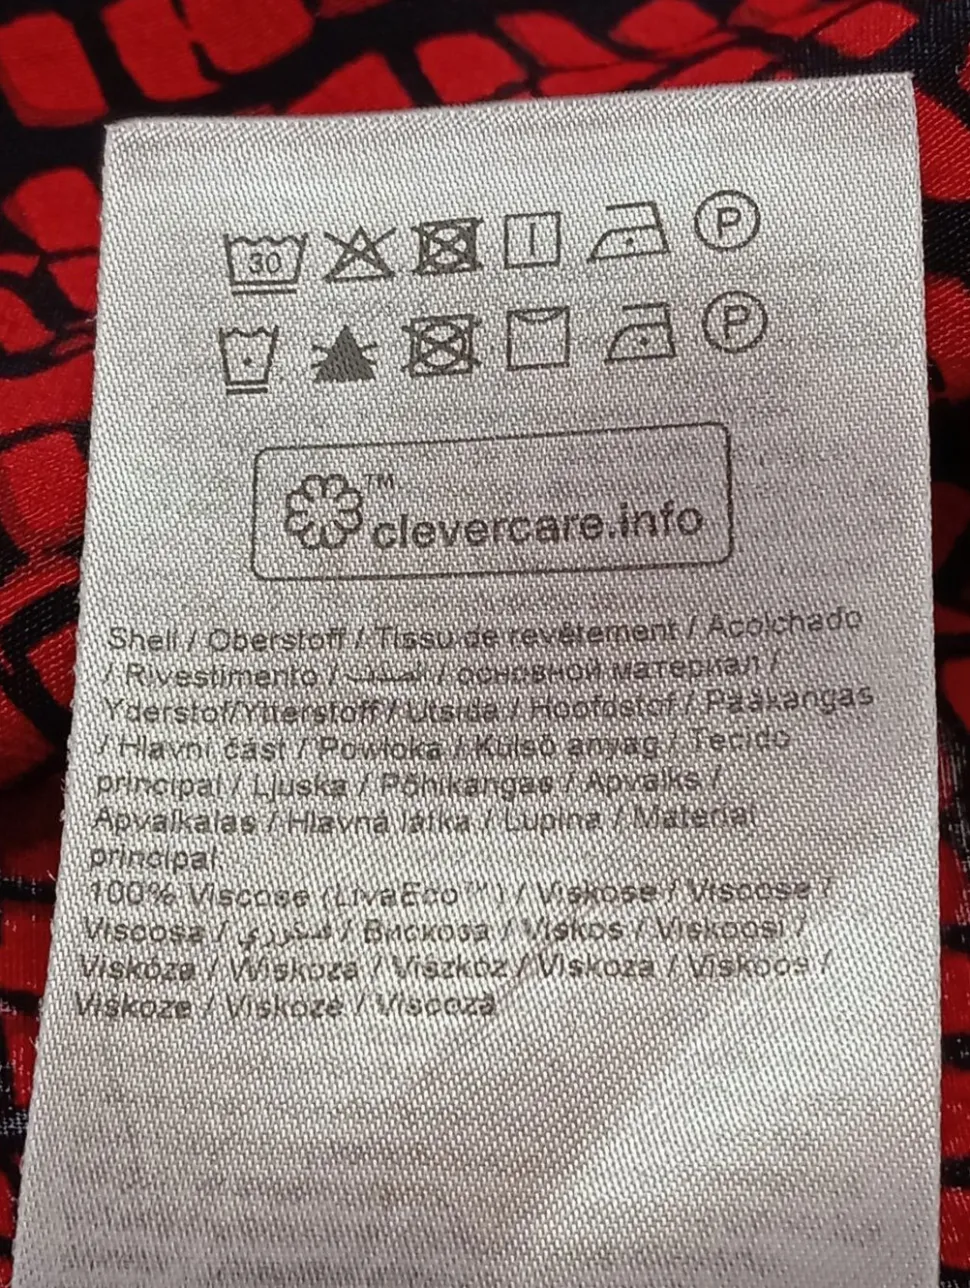 30 P
P
™
clevercare.info
Shell / Oberstoff / Tissu de revêtement / Acolchado
/ Rivestimento / / основной материал /
Yderstof/Ytterstoff / Utsida / Hoofdstof / Pääkangas
/ Hlavní část / Powłoka / Külső anyag / Tecido
principal / Ljuska / Põhikangas / Apvalks /
Apvalkalas / Hlavná látka / Lupina / Material
principal
100% Viscose (LivaEco™) / Viskose / Viscose /
Viscosa / فسكوزي / Вискоза / Viskos / Viskoosi /
Viskóza / Wiskoza / Viszkóz / Viskoza / Viskoos /
Viskoze / Viskozė / Viscoză